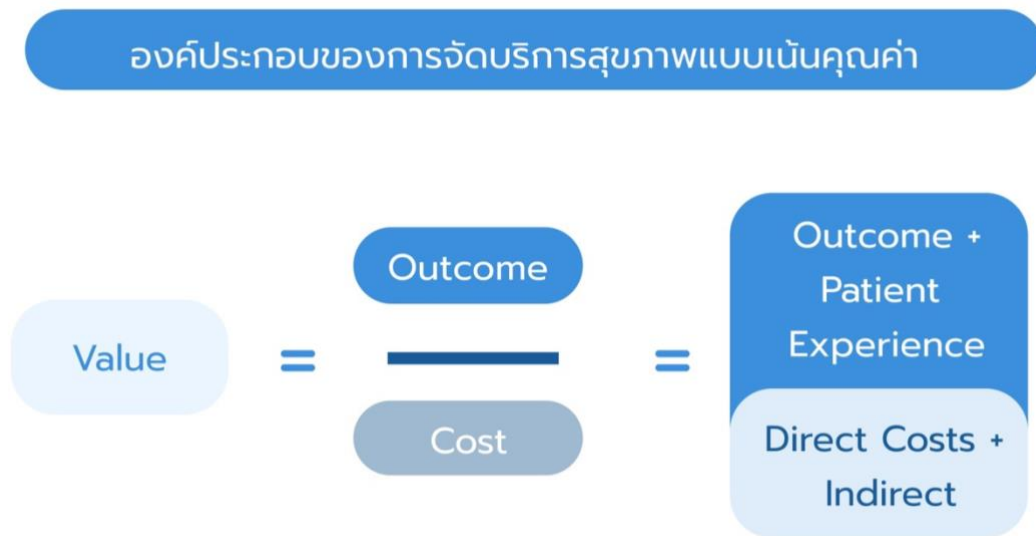 องค์ประกอบของการจัดบริการสุขภาพแบบเน้นคุณค่า
Value
=
Outcome
Cost
=
Outcome +
Patient
Experience
Direct Costs +
Indirect